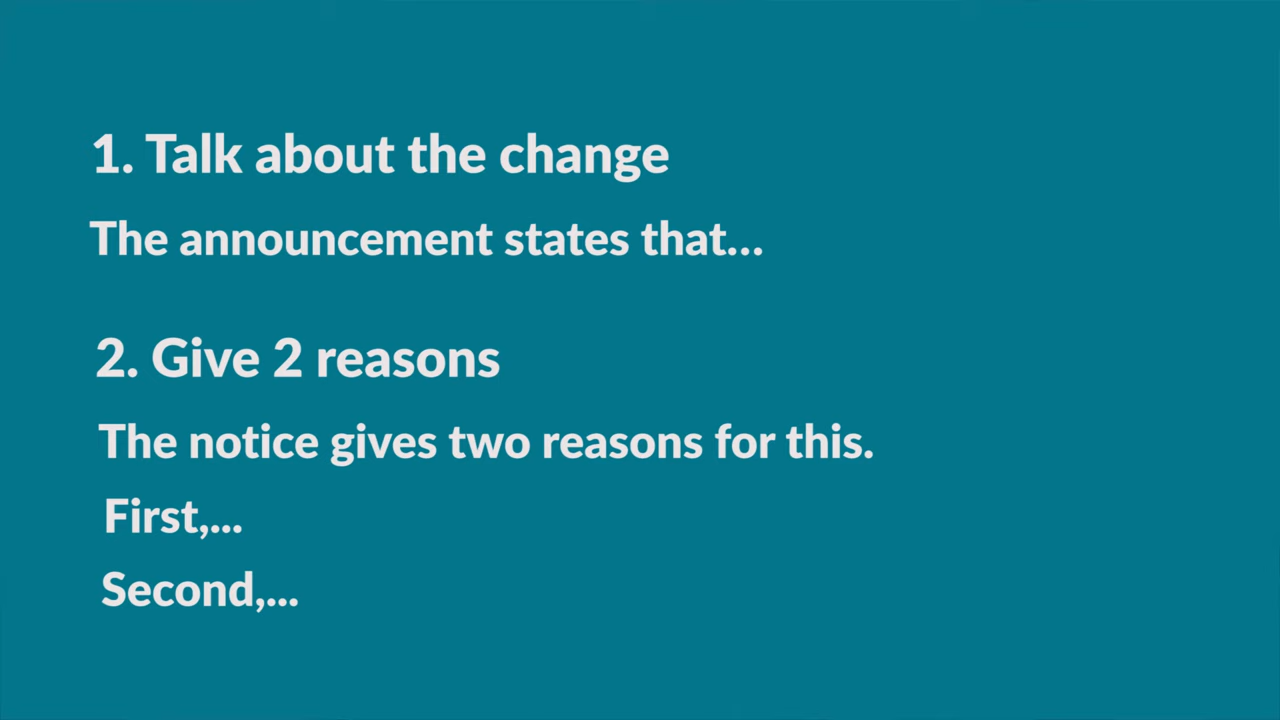 1. Talk about the change
The announcement states that...
2. Give 2 reasons
The notice gives two reasons for this.
First,...
Second,...